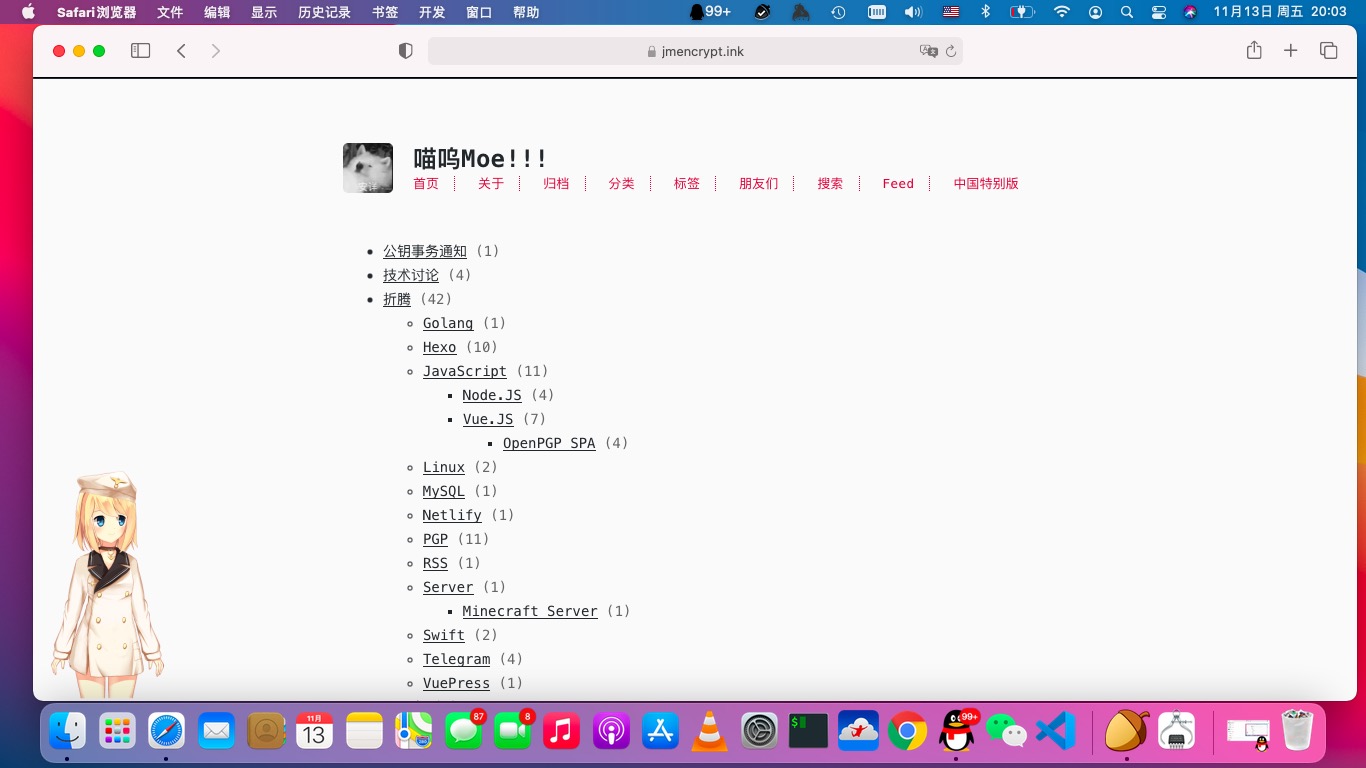 Safari浏览器 文件 编辑 显示 历史记录 书签 开发 窗口 帮助 99+ 11月13日 周五 20:03
jmencrypt.ink
喵呜Moe!!!
首页 关于 归档 分类 标签 朋友们 搜索 Feed 中国特别版
公钥事务通知 (1)
技术讨论 (4)
折腾 (42)
Golang (1)
Hexo (10)
JavaScript (11)
Node.JS (4)
Vue.JS (7)
OpenPGP SPA (4)
Linux (2)
MySQL (1)
Netlify (1)
PGP (11)
RSS (1)
Server (1)
Minecraft Server (1)
Swift (2)
Telegram (4)
VuePress (1)
11月
13
87
8
$
99+